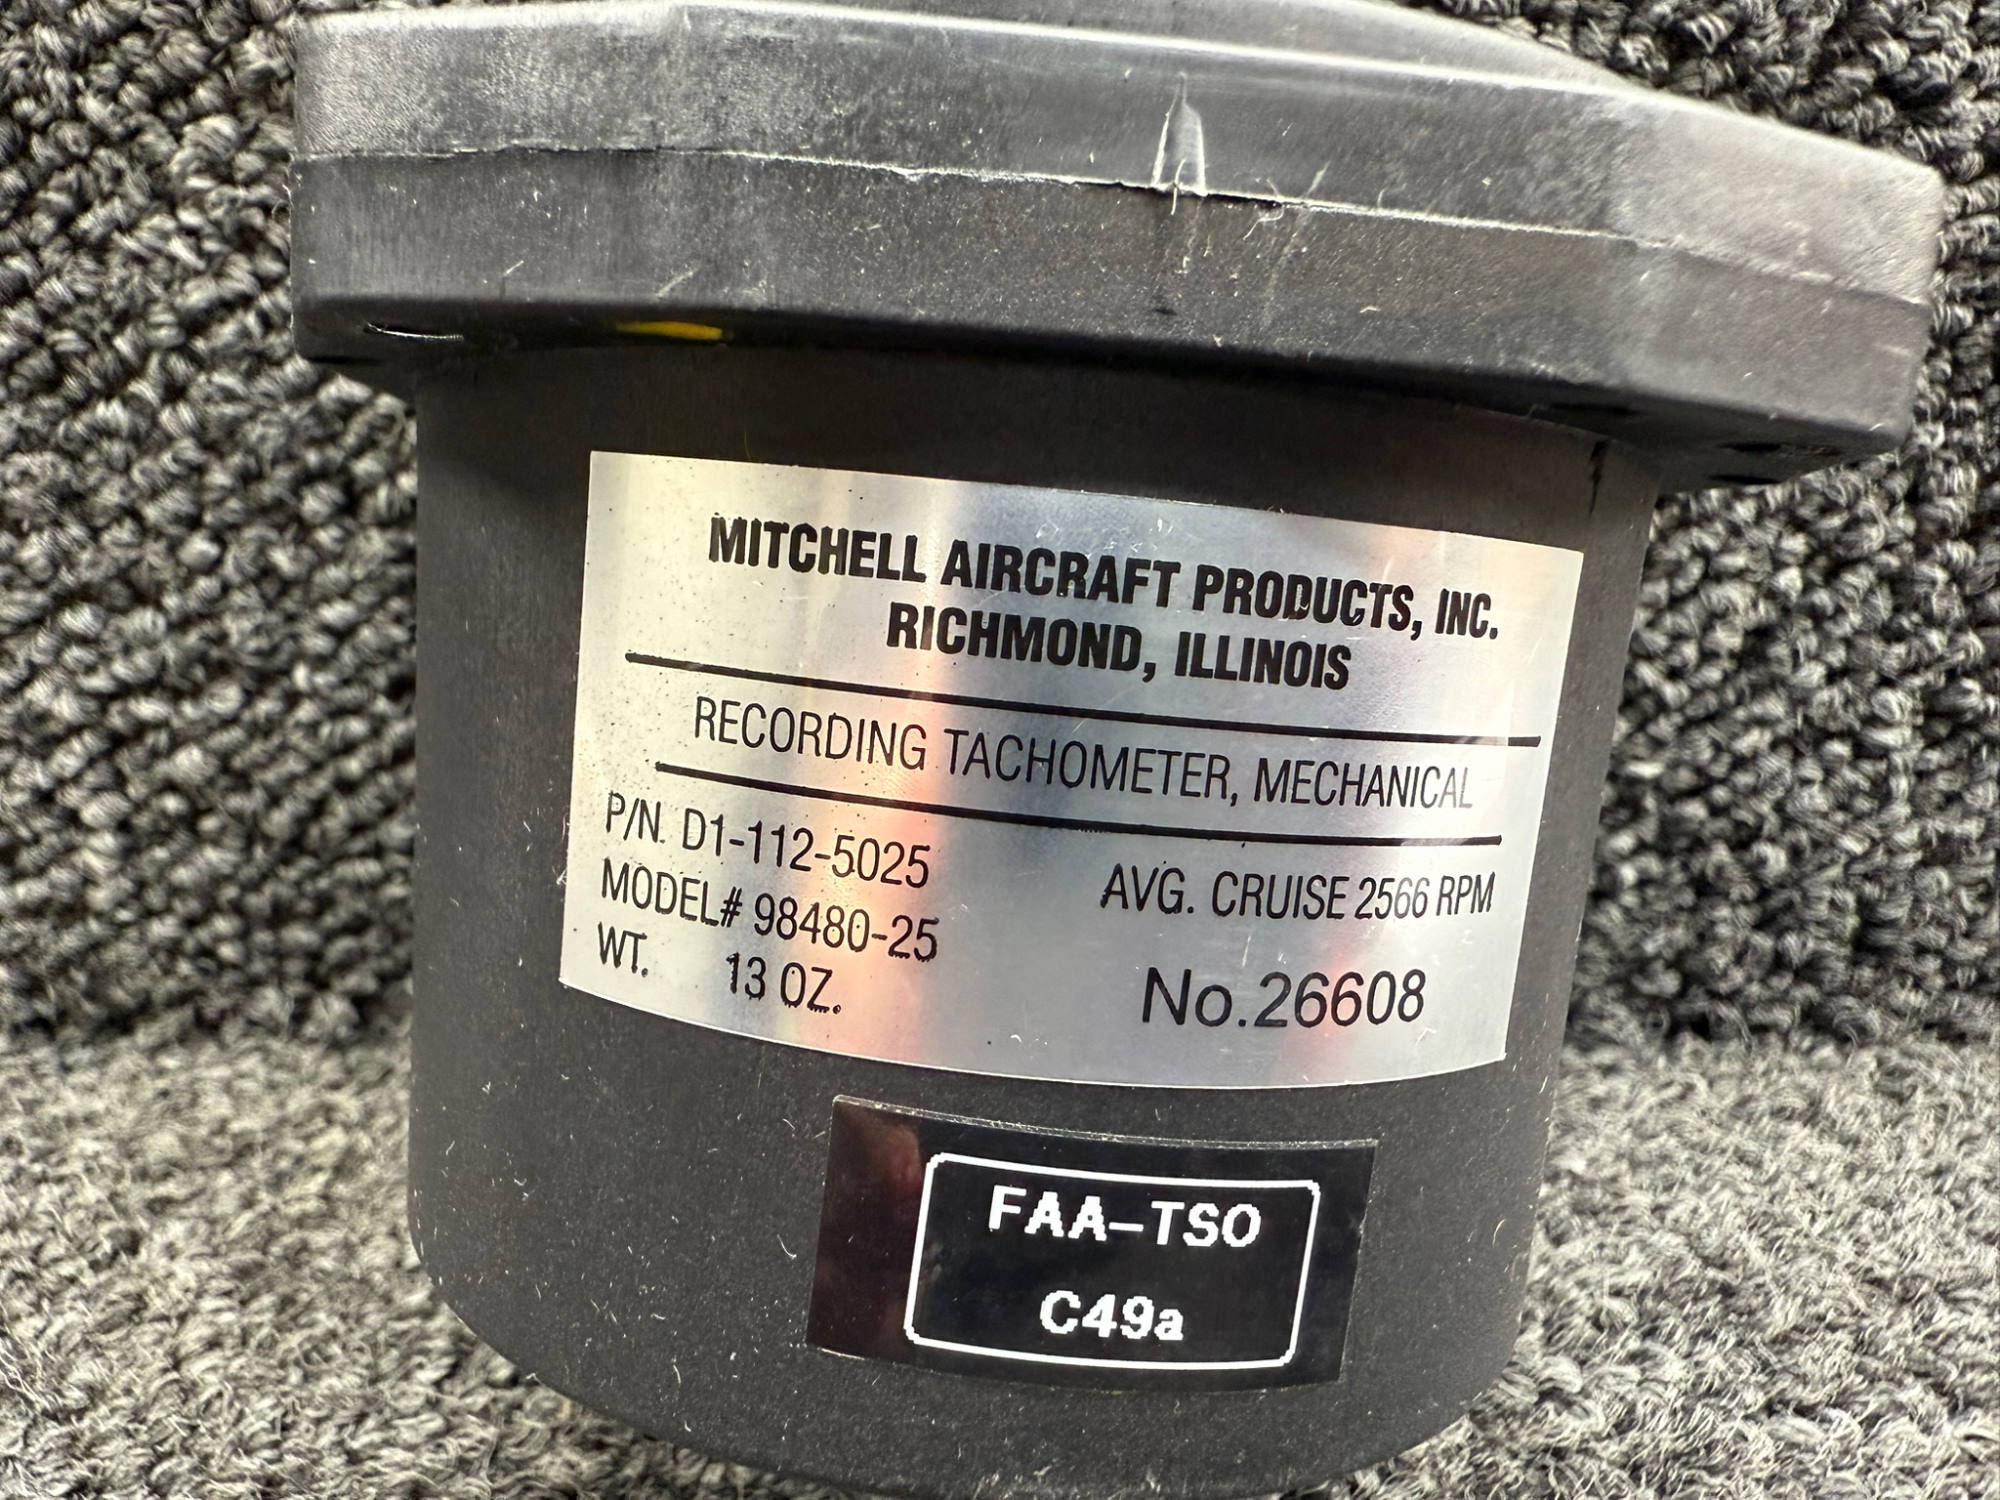 MITCHELL AIRCRAFT PRODUCTS, INC.
RICHMOND, ILLINOIS
RECORDING TACHOMETER, MECHANICAL
P/N. D1-112-5025
AVG. CRUISE 2566 RPM
MODEL# 98480-25
WT. 13 OZ.
No.26608
FAA-TSO
C49a